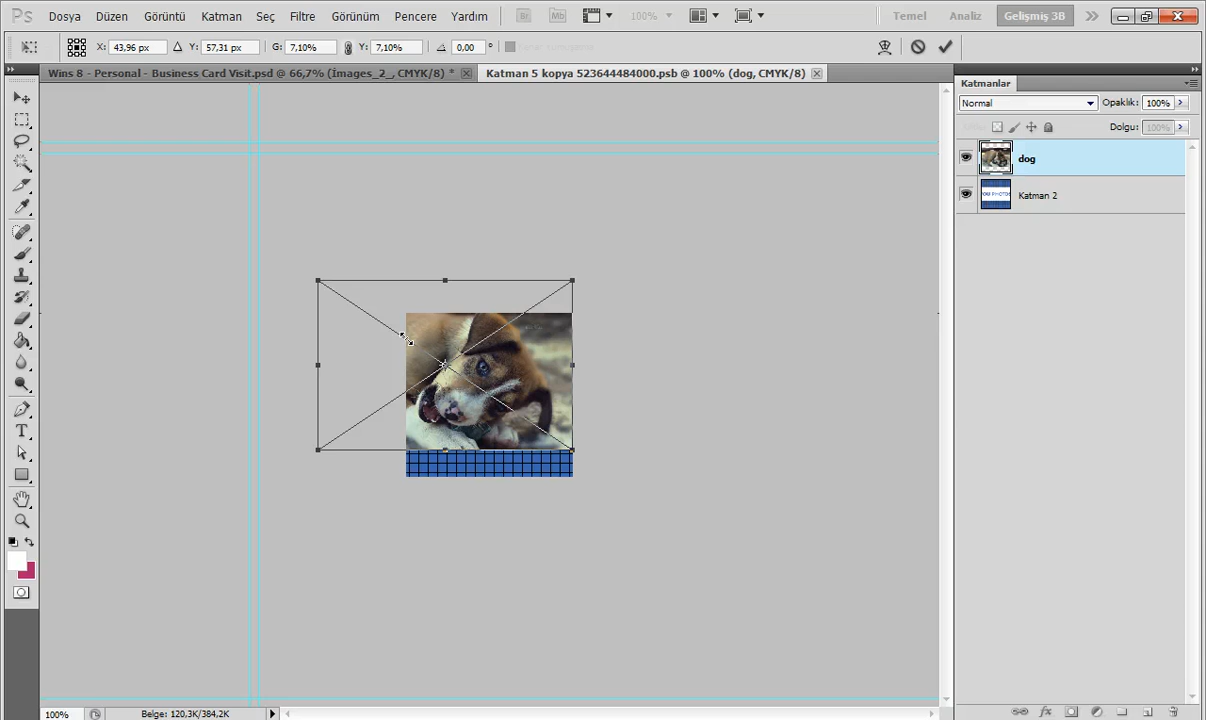 Ps Dosya Düzen Görüntü Katman Seç Filtre Görünüm Pencere Yardım Br Mb 100% Temel Analiz Gelişmiş 3B
X: 43,96 px Y: 57,31 px G: 7,10% Y: 7,10% 0,00 °
Wins 8 - Personal - Business Card Visit.psd @ 66,7% (İmages_2_, CMYK/8) *
Katman 5 kopya 523644484000.psb @ 100% (dog, CMYK/8)
Katmanlar
Normal Opaklık: 100%
Dolgu: 100%
dog
Katman 2
100% Belge: 120,3K/384,2K